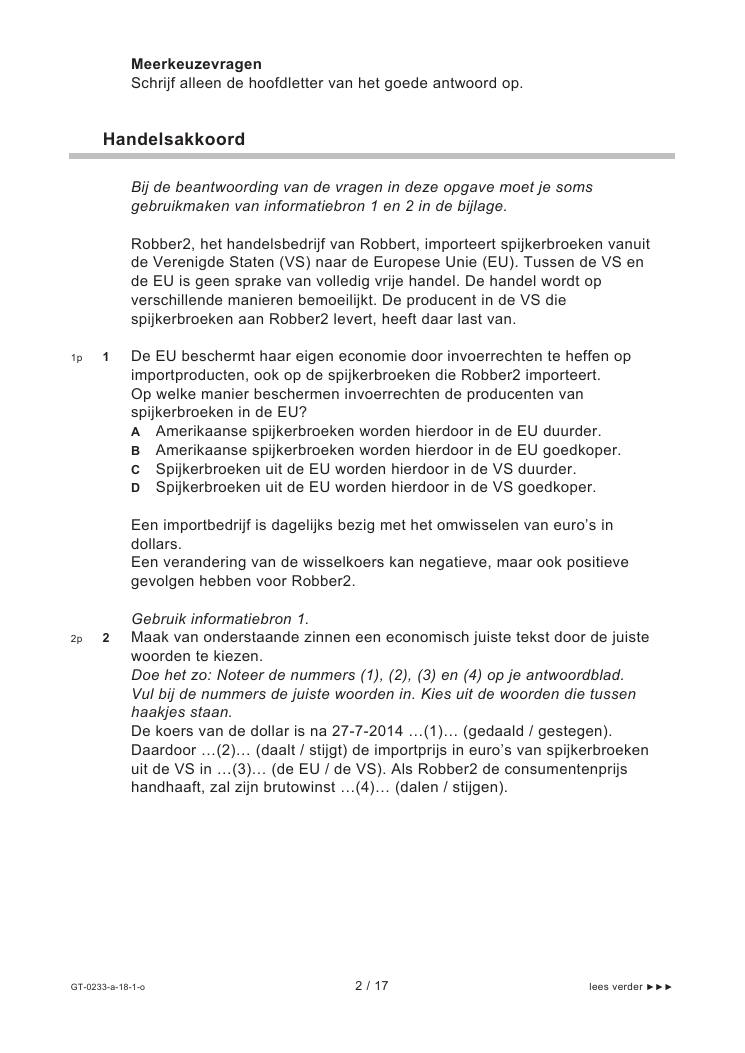 Meerkeuzevragen
Schrijf alleen de hoofdletter van het goede antwoord op.
Handelsakkoord
Bij de beantwoording van de vragen in deze opgave moet je soms
gebruikmaken van informatiebron 1 en 2 in de bijlage.
Robber2, het handelsbedrijf van Robbert, importeert spijkerbroeken vanuit
de Verenigde Staten (VS) naar de Europese Unie (EU). Tussen de VS en
de EU is geen sprake van volledig vrije handel. De handel wordt op
verschillende manieren bemoeilijkt. De producent in de VS die
spijkerbroeken aan Robber2 levert, heeft daar last van.
1p 1 De EU beschermt haar eigen economie door invoerrechten te heffen op
importproducten, ook op de spijkerbroeken die Robber2 importeert.
Op welke manier beschermen invoerrechten de producenten van
spijkerbroeken in de EU?
A Amerikaanse spijkerbroeken worden hierdoor in de EU duurder.
B Amerikaanse spijkerbroeken worden hierdoor in de EU goedkoper.
C Spijkerbroeken uit de EU worden hierdoor in de VS duurder.
D Spijkerbroeken uit de EU worden hierdoor in de VS goedkoper.
Een importbedrijf is dagelijks bezig met het omwisselen van euro's in
dollars.
Een verandering van de wisselkoers kan negatieve, maar ook positieve
gevolgen hebben voor Robber2.
Gebruik informatiebron 1.
2p 2 Maak van onderstaande zinnen een economisch juiste tekst door de juiste
woorden te kiezen.
Doe het zo: Noteer de nummers (1), (2), (3) en (4) op je antwoordblad.
Vul bij de nummers de juiste woorden in. Kies uit de woorden die tussen
haakjes staan.
De koers van de dollar is na 27-7-2014 …(1)… (gedaald / gestegen).
Daardoor …(2)… (daalt / stijgt) de importprijs in euro's van spijkerbroeken
uit de VS in …(3)… (de EU / de VS). Als Robber2 de consumentenprijs
handhaaft, zal zijn brutowinst …(4)… (dalen / stijgen).
GT-0233-a-18-1-o 2 / 17 lees verder ►►►